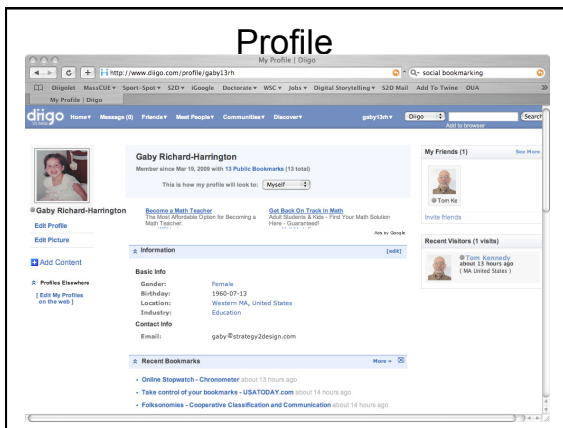 Profile
My Profile | Diigo
http://www.diigo.com/profile/gaby13rh
Q- social bookmarking
Diigolet MassCUE▾ Sport-Spot▾ S2D▾ iGoogle Doctorate▾ WSC▾ Jobs▾ Digital Storytelling▾ S2D Mail Add To Twine OUA
My Profile | Diigo
diigo Home▾ Message (0) Friends▾ Meet People▾ Communities▾ Discover▾ gaby13rh▾ Diigo Search
Add to browser
Gaby Richard-Harrington
Member since Mar 19, 2009 with 13 Public Bookmarks (13 total)
This is how my profile will look to: Myself
Gaby Richard-Harrington
Edit Profile
Edit Picture
Add Content
Profiles Elsewhere
[ Edit My Profiles
on the web ]
Become a Math Teacher
The Most Affordable Option for Becoming a
Math Teacher.
Get Back On Track In Math
Adult Students & Kids - Find Your Math Solution
Here - Guaranteed!
Ads by Google
Information [edit]
Basic Info
Gender: Female
Birthday: 1960-07-13
Location: Western MA, United States
Industry: Education
Contact Info
Email: gaby@strategy2design.com
Recent Bookmarks More »
• Online Stopwatch - Chronometer about 13 hours ago
• Take control of your bookmarks - USATODAY.com about 14 hours ago
• Folksonomies - Cooperative Classification and Communication about 15 hours ago
My Friends (1) See More
Tom Ke
Invite friends
Recent Visitors (1 visits)
Tom Kennedy
about 13 hours ago
( MA United States )